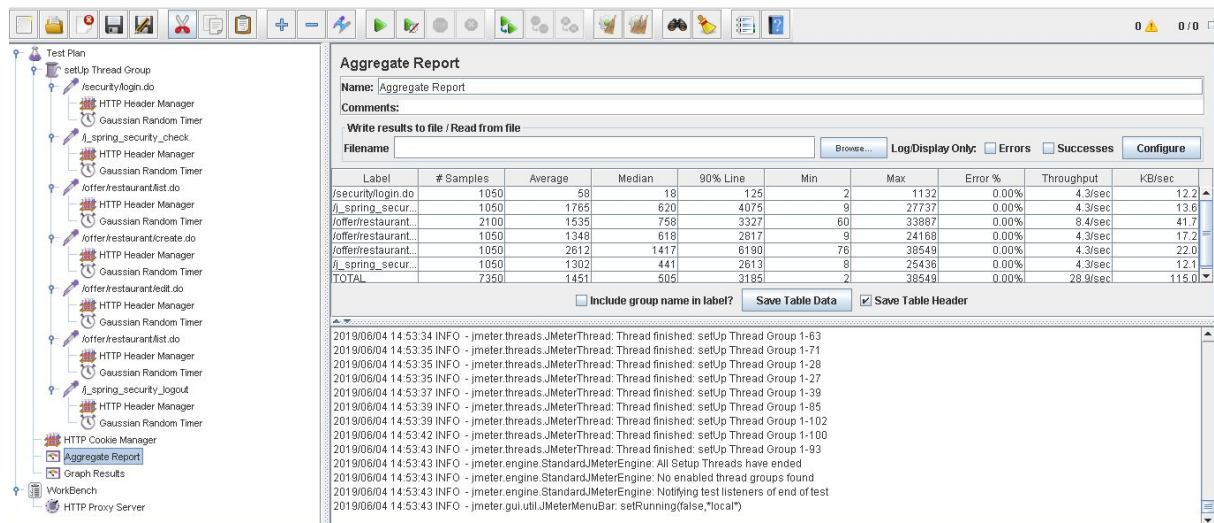 0 0 / 0
Test Plan
setUp Thread Group
/security/login.do
HTTP Header Manager
Gaussian Random Timer
/j_spring_security_check
HTTP Header Manager
Gaussian Random Timer
/offer/restaurant/list.do
HTTP Header Manager
Gaussian Random Timer
/offer/restaurant/create.do
HTTP Header Manager
Gaussian Random Timer
/offer/restaurant/edit.do
HTTP Header Manager
Gaussian Random Timer
/offer/restaurant/list.do
HTTP Header Manager
Gaussian Random Timer
/j_spring_security_logout
HTTP Header Manager
Gaussian Random Timer
HTTP Cookie Manager
Aggregate Report
Graph Results
WorkBench
HTTP Proxy Server
Aggregate Report
Name: Aggregate Report
Comments:
Write results to file / Read from file
Filename Browse... Log/Display Only: Errors Successes Configure
Label # Samples Average Median 90% Line Min Max Error % Throughput KB/sec
/security/login.do 1050 58 18 125 2 1132 0.00% 4.3/sec 12.2
/j_spring_secur... 1050 1765 620 4075 9 27737 0.00% 4.3/sec 13.6
/offer/restaurant... 2100 1535 758 3327 60 33887 0.00% 8.4/sec 41.7
/offer/restaurant... 1050 1348 618 2817 9 24168 0.00% 4.3/sec 17.2
/offer/restaurant... 1050 2612 1417 6190 76 38549 0.00% 4.3/sec 22.0
/j_spring_secur... 1050 1302 441 2613 8 25436 0.00% 4.3/sec 12.1
TOTAL 7350 1451 505 3185 2 38549 0.00% 28.9/sec 115.0
Include group name in label? Save Table Data Save Table Header
2019/06/04 14:53:34 INFO - jmeter.threads.JMeterThread: Thread finished: setUp Thread Group 1-63
2019/06/04 14:53:35 INFO - jmeter.threads.JMeterThread: Thread finished: setUp Thread Group 1-71
2019/06/04 14:53:35 INFO - jmeter.threads.JMeterThread: Thread finished: setUp Thread Group 1-28
2019/06/04 14:53:35 INFO - jmeter.threads.JMeterThread: Thread finished: setUp Thread Group 1-27
2019/06/04 14:53:37 INFO - jmeter.threads.JMeterThread: Thread finished: setUp Thread Group 1-39
2019/06/04 14:53:39 INFO - jmeter.threads.JMeterThread: Thread finished: setUp Thread Group 1-85
2019/06/04 14:53:39 INFO - jmeter.threads.JMeterThread: Thread finished: setUp Thread Group 1-102
2019/06/04 14:53:42 INFO - jmeter.threads.JMeterThread: Thread finished: setUp Thread Group 1-100
2019/06/04 14:53:43 INFO - jmeter.threads.JMeterThread: Thread finished: setUp Thread Group 1-93
2019/06/04 14:53:43 INFO - jmeter.engine.StandardJMeterEngine: All Setup Threads have ended
2019/06/04 14:53:43 INFO - jmeter.engine.StandardJMeterEngine: No enabled thread groups found
2019/06/04 14:53:43 INFO - jmeter.engine.StandardJMeterEngine: Notifying test listeners of end of test
2019/06/04 14:53:43 INFO - jmeter.gui.util.JMeterMenuBar: setRunning(false,*local*)